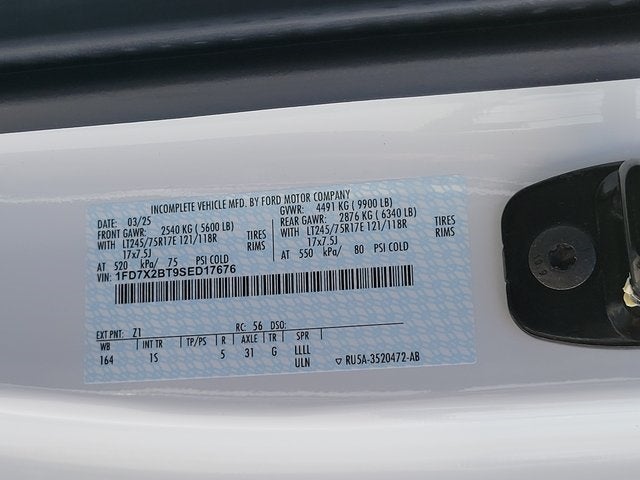 INCOMPLETE VEHICLE MFD. BY FORD MOTOR COMPANY
DATE: 03/25 GVWR: 4491 KG ( 9900 LB)
FRONT GAWR: 2540 KG ( 5600 LB) REAR GAWR: 2876 KG ( 6340 LB)
WITH LT245/75R17E 121/118R TIRES WITH LT245/75R17E 121/118R TIRES
17x7.5J RIMS 17x7.5J RIMS
AT 520 kPa/ 75 PSI COLD AT 550 kPa/ 80 PSI COLD
VIN: 1FD7X2BT9SED17676
EXT PNT: Z1 RC: 56 DSO:
WB INT TR TP/PS R AXLE TR SPR
164 1S 5 31 G LLLL
ULN ▽ RU5A-3520472-AB